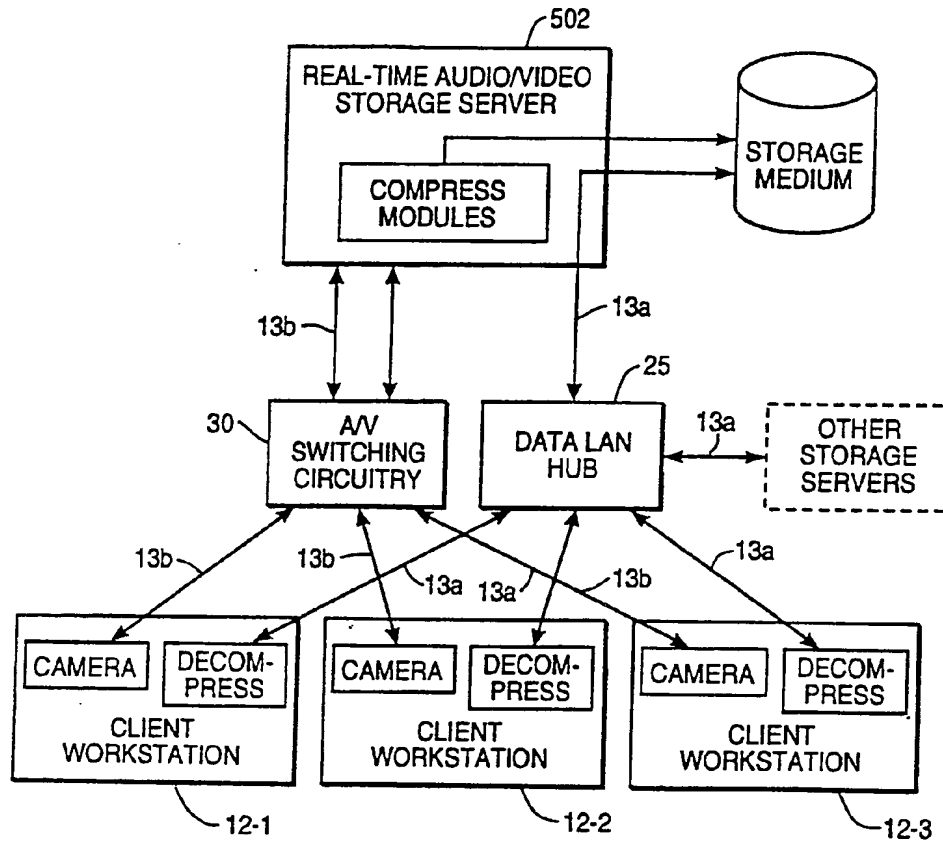 502
REAL-TIME AUDIO/VIDEO
STORAGE SERVER
COMPRESS
MODULES
STORAGE
MEDIUM
13b
13a
25
30
A/V
SWITCHING
CIRCUITRY
DATA LAN
HUB
13a
OTHER
STORAGE
SERVERS
13b
13b
13a
13a
13b
13a
CAMERA
DECOM-
PRESS
CLIENT
WORKSTATION
CAMERA
DECOM-
PRESS
CLIENT
WORKSTATION
CAMERA
DECOM-
PRESS
CLIENT
WORKSTATION
12-1
12-2
12-3